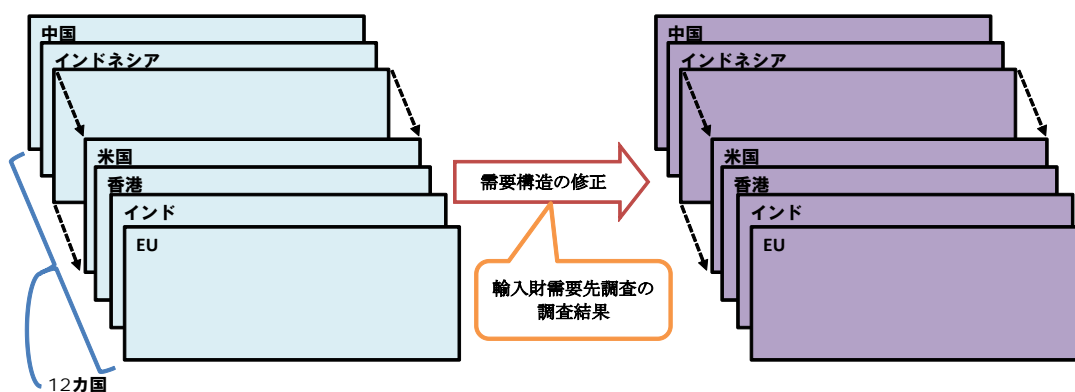 中国
インドネシア
米国
香港
インド
EU
12カ国
需要構造の修正
輸入財需要先調査の
調査結果
中国
インドネシア
米国
香港
インド
EU